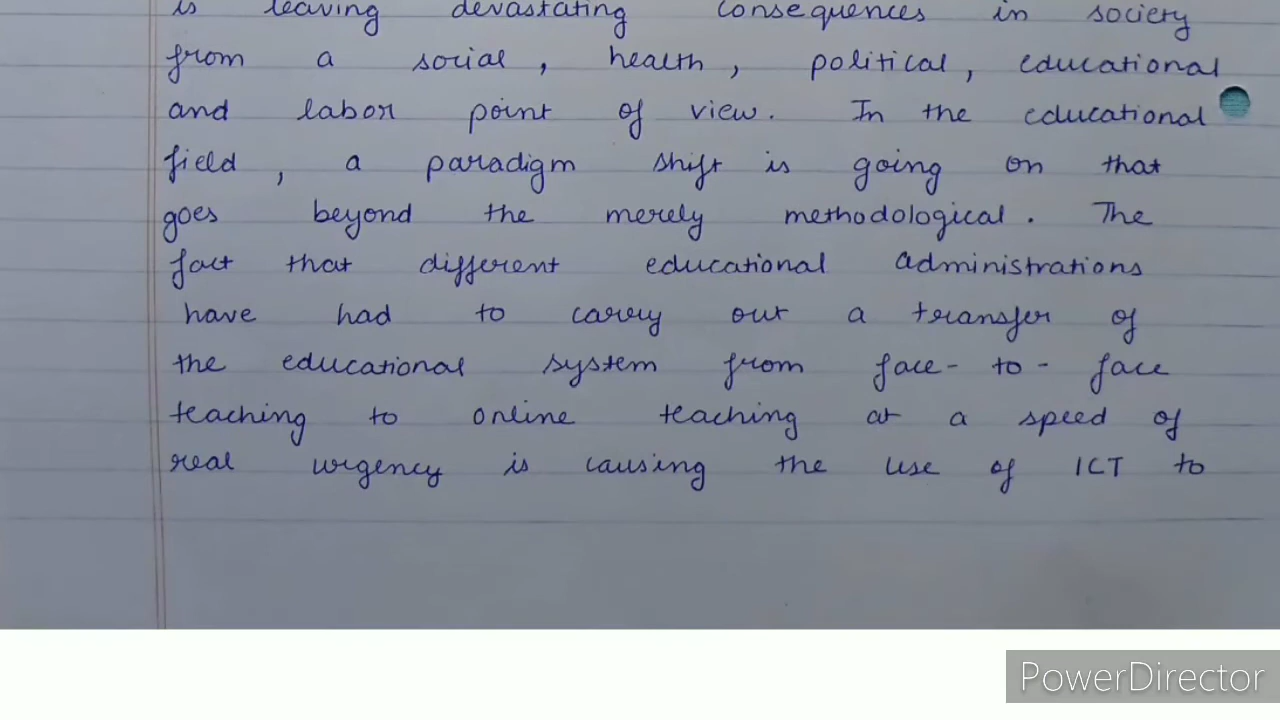 is leaving devastating consequences in society
from a social, health, political, educational
and labor point of view. In the educational
field, a paradigm shift is going on that
goes beyond the merely methodological. The
fact that different educational administrations
have had to carry out a transfer of
the educational system from face-to-face
teaching to online teaching at a speed of
real urgency is causing the use of ICT to
PowerDirector